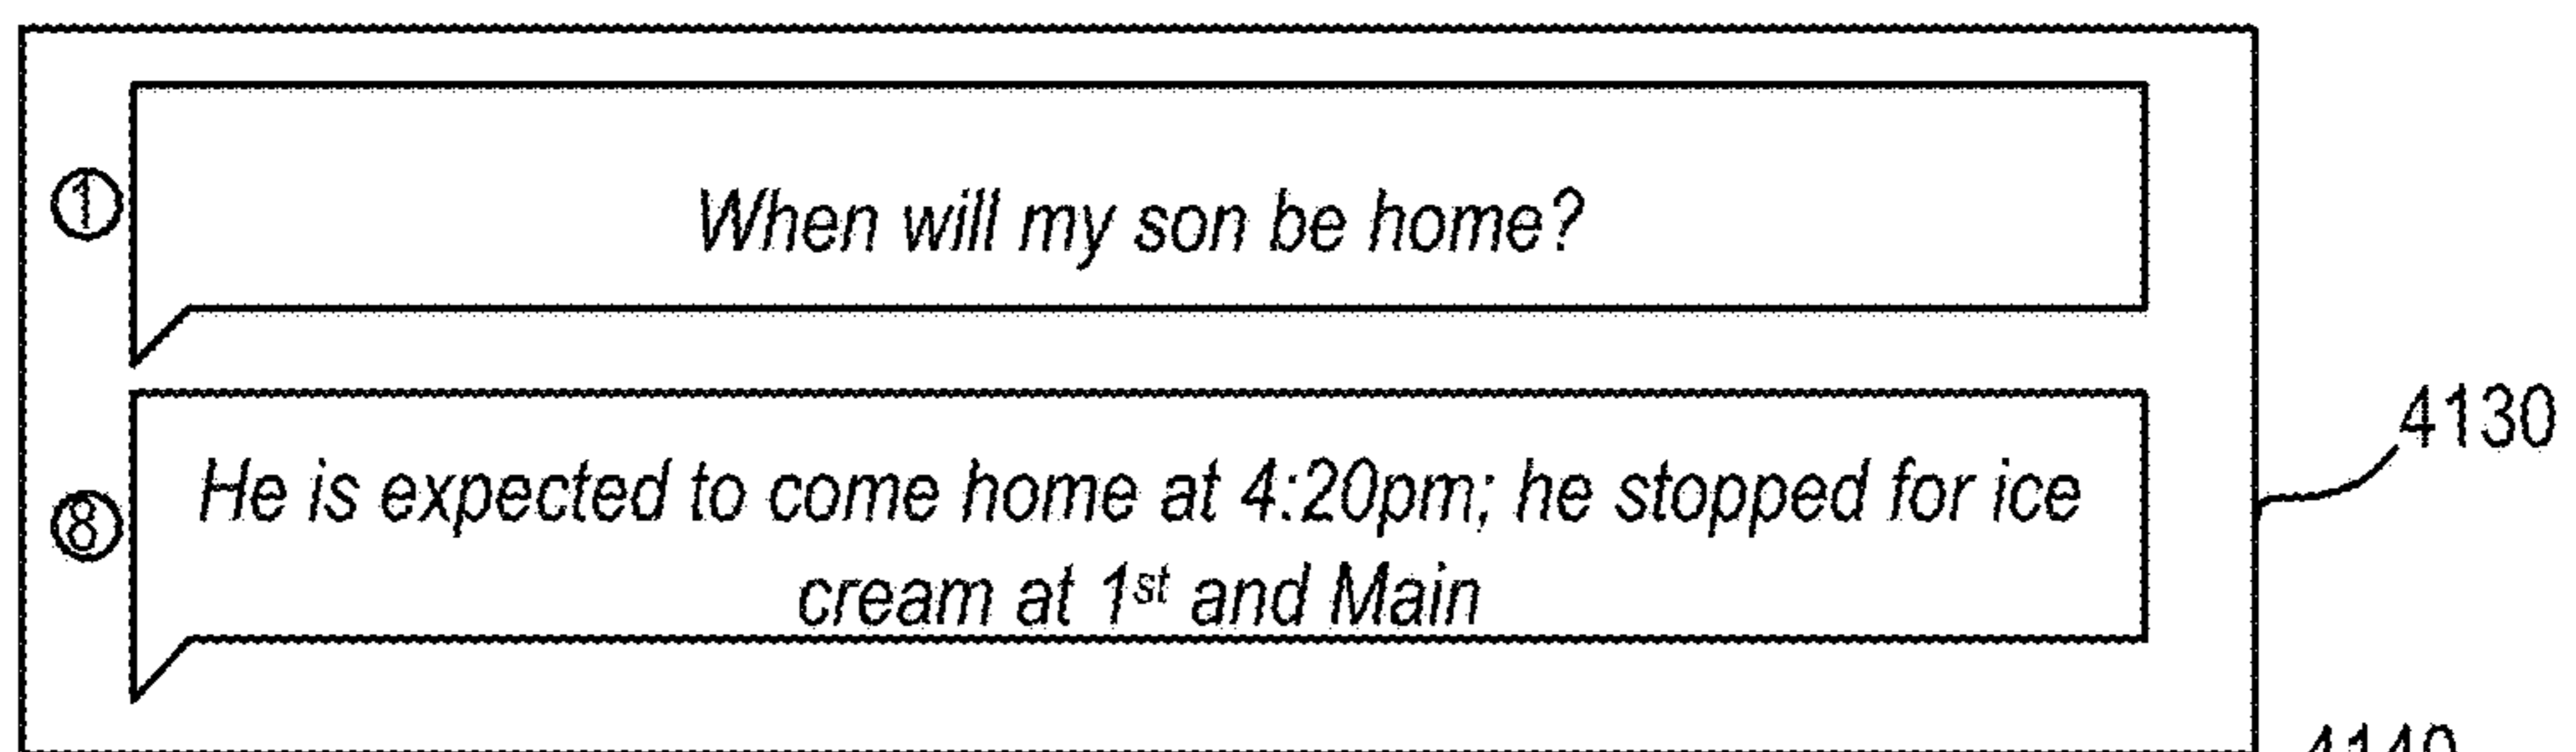 ① When will my son be home?
⑧ He is expected to come home at 4:20pm; he stopped for ice
cream at 1st and Main
4130